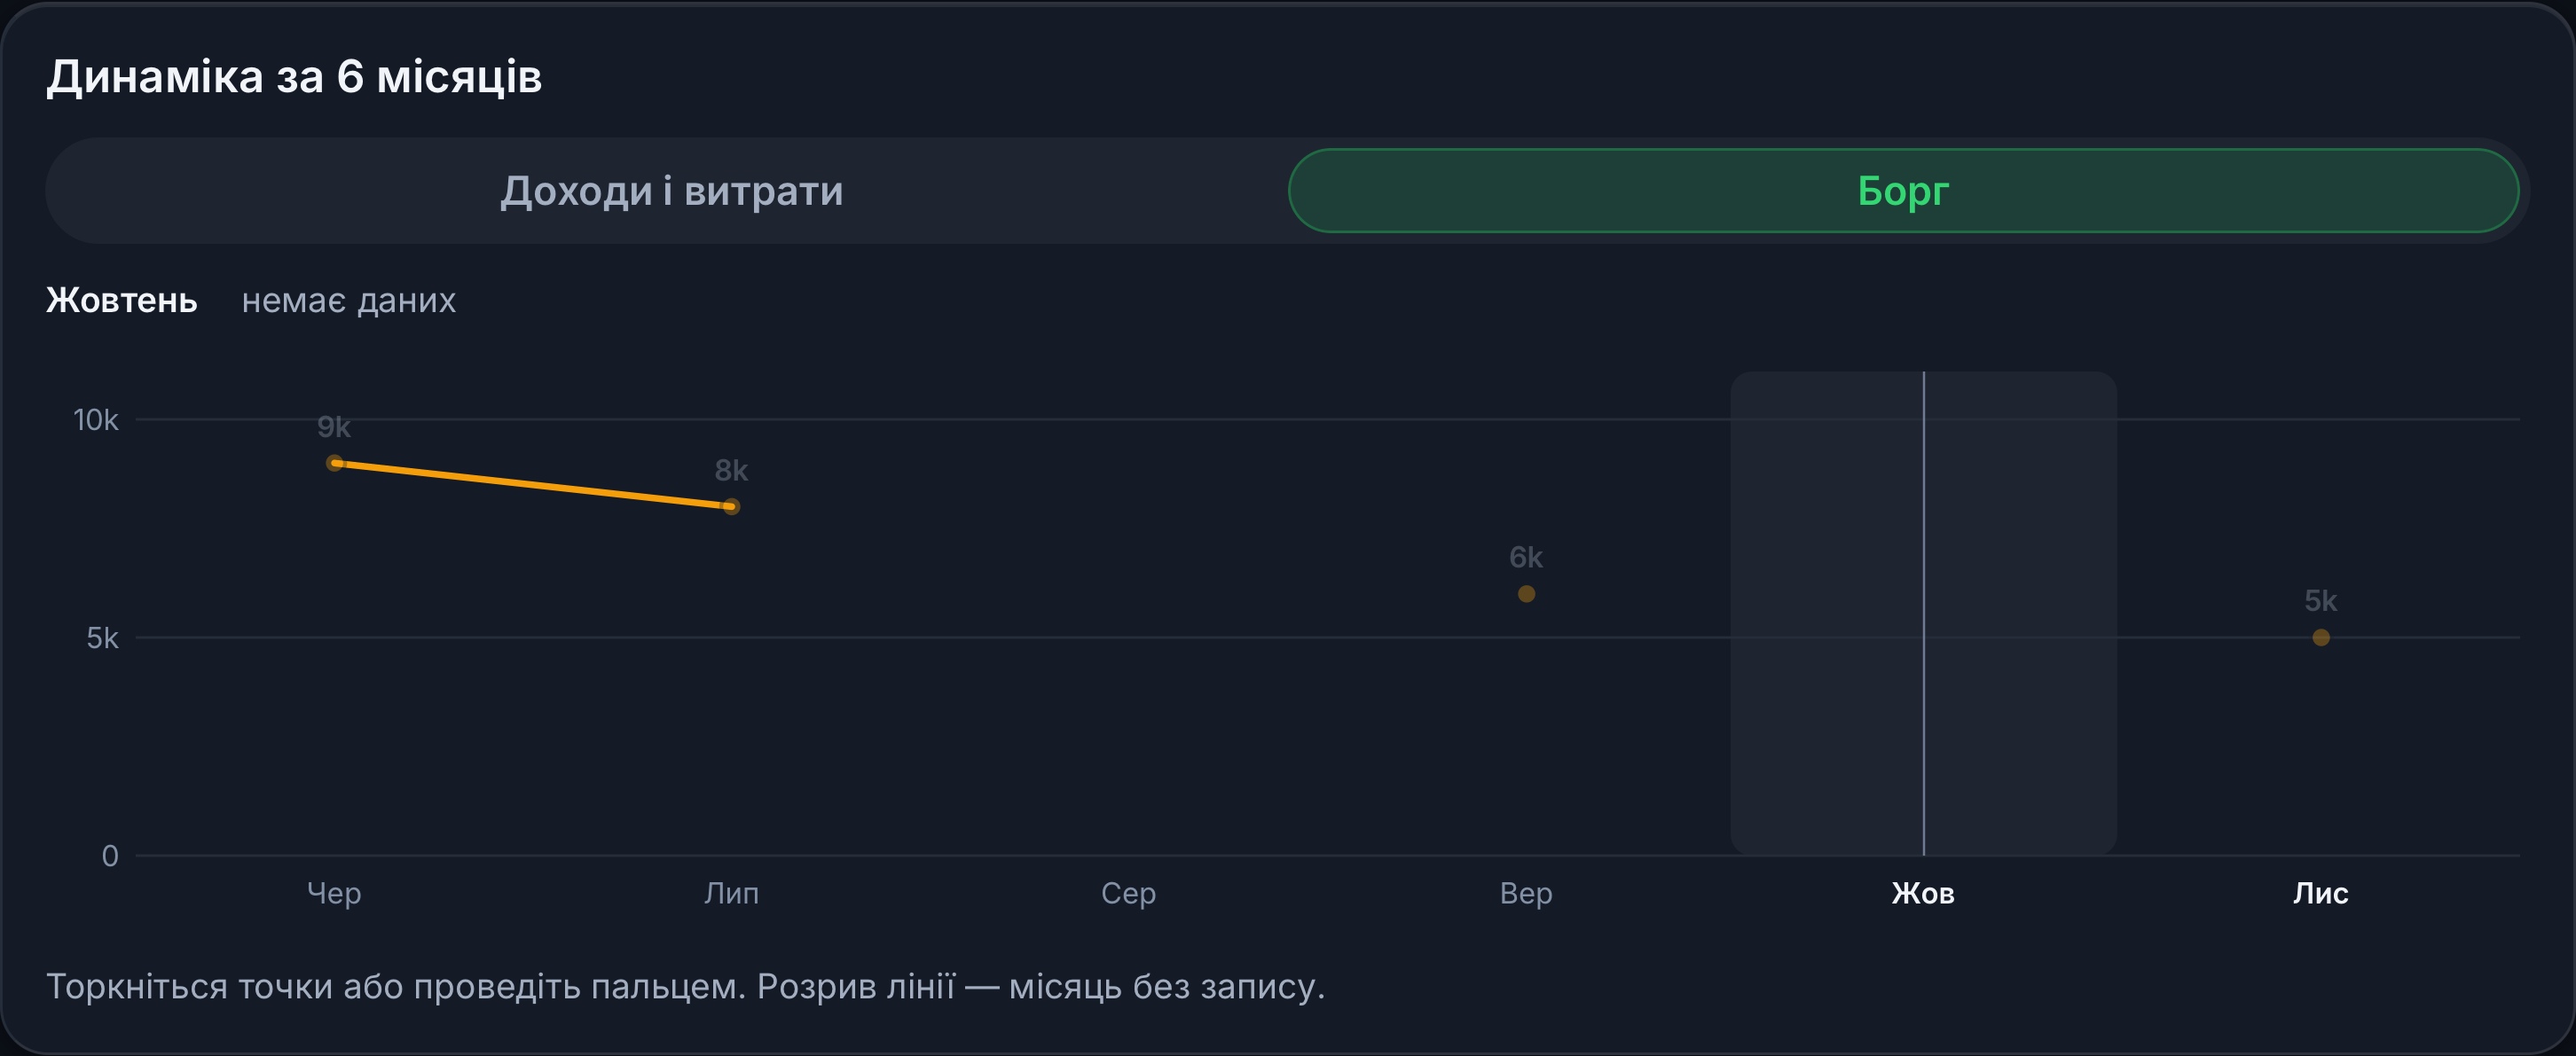 Динаміка за 6 місяців
Доходи і витрати
Борг
Жовтень немає даних
10k
9k
8k
6k
5k
5k
0
Чер Лип Сер Вер Жов Лис
Торкніться точки або проведіть пальцем. Розрив лінії — місяць без запису.